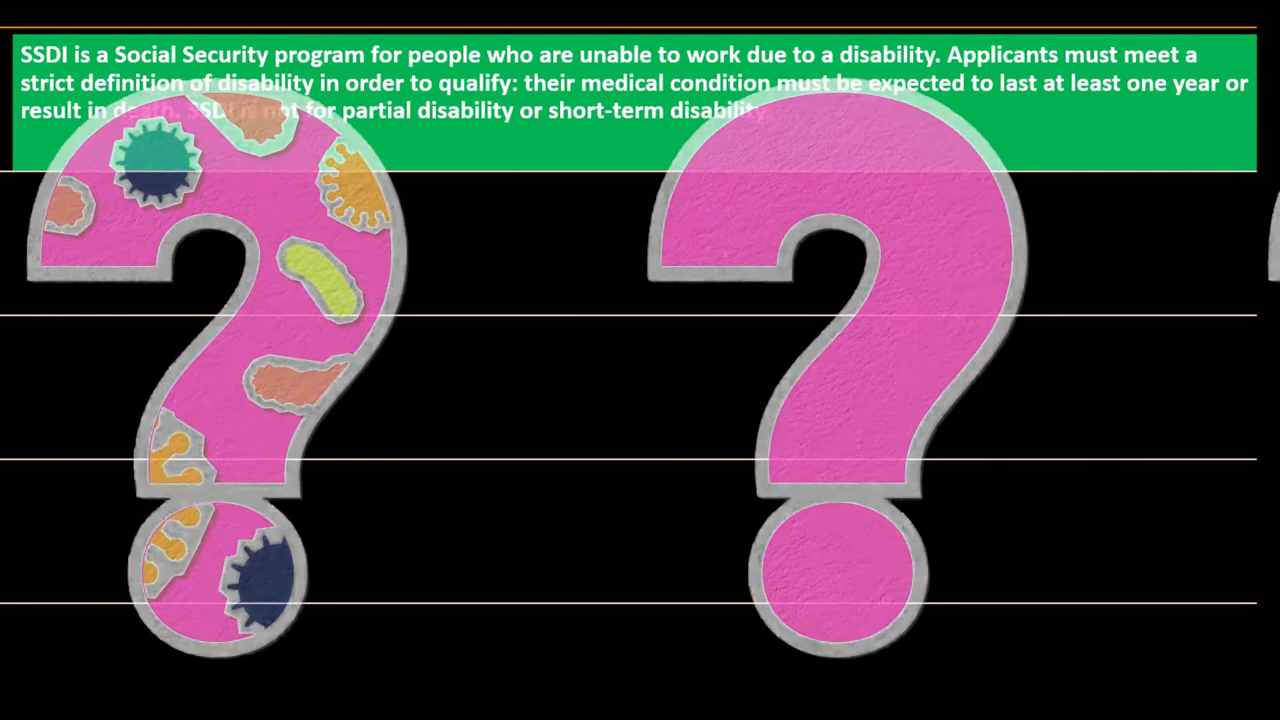 SSDI is a Social Security program for people who are unable to work due to a disability. Applicants must meet a
strict definition of disability in order to qualify: their medical condition must be expected to last at least one year or
result in death. SSDI is not for partial disability or short-term disability.